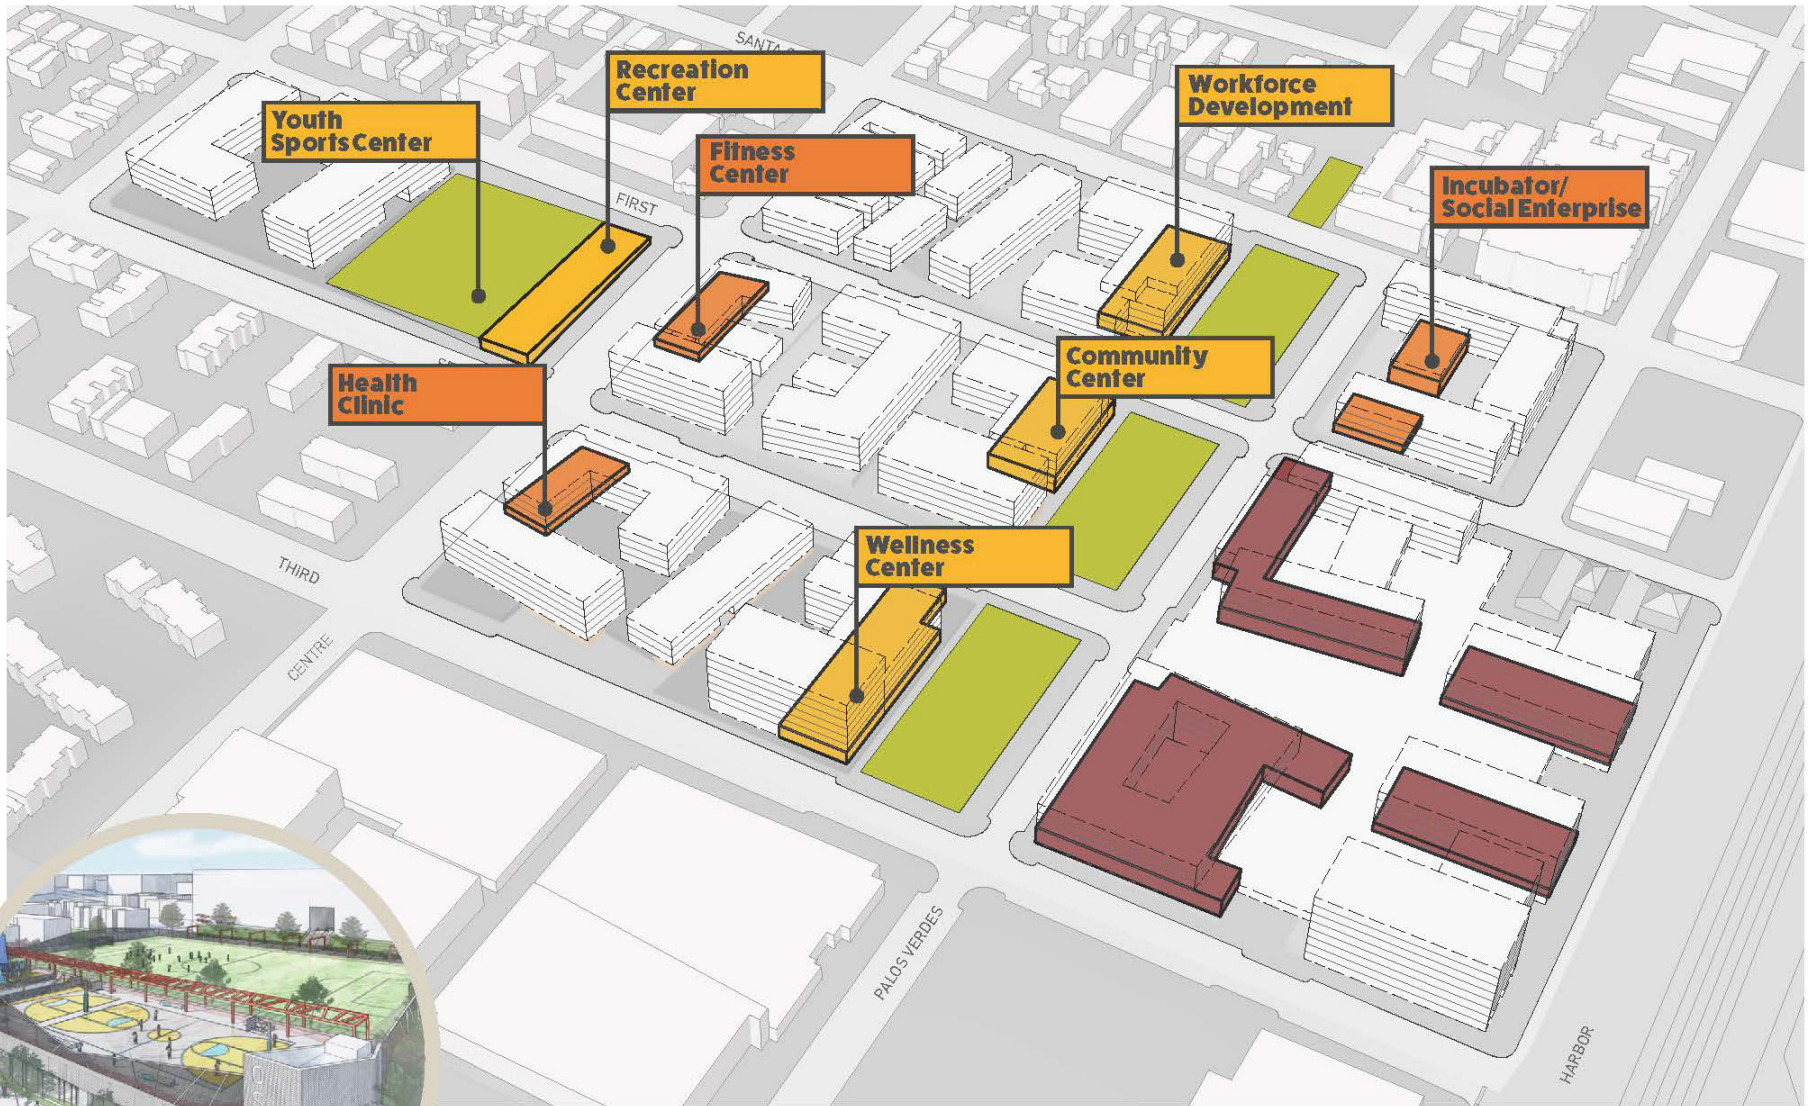 SANTA
Recreation
Center
Workforce
Development
Youth
Sports Center
Fitness
Center
Incubator/
Social Enterprise
FIRST
Community
Center
Health
Clinic
Wellness
Center
THIRD
CENTRE
PALOS VERDES
HARBOR